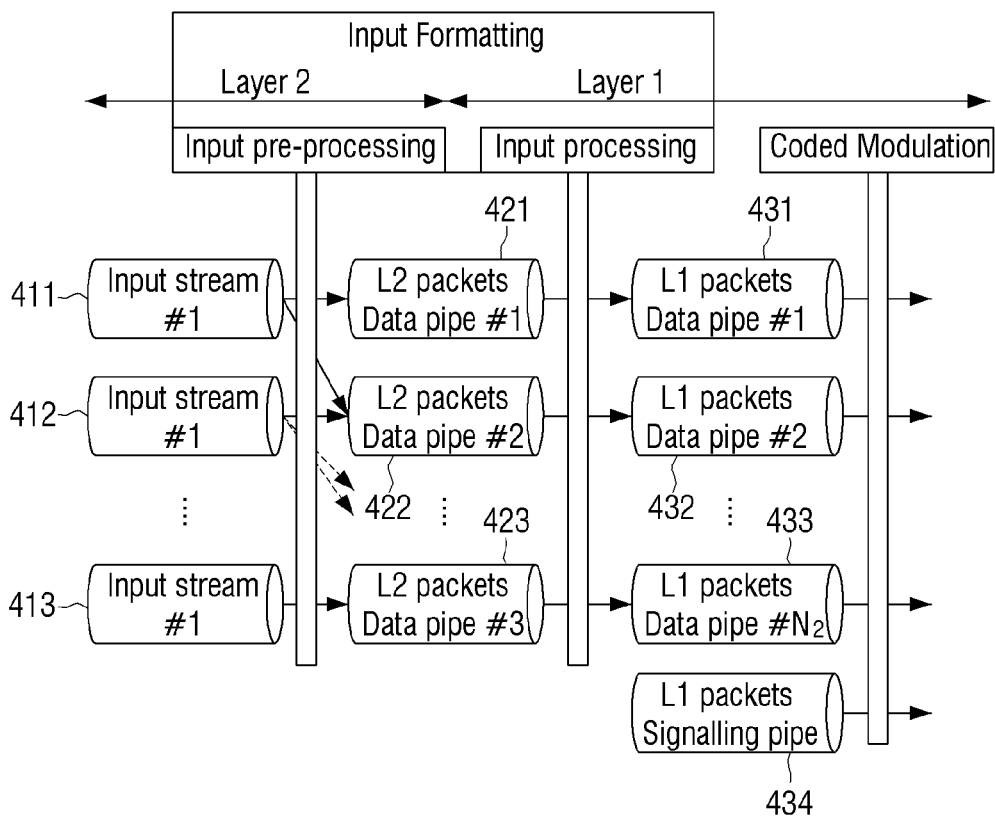 Input Formatting
Layer 2
Layer 1
Input pre-processing
Input processing
Coded Modulation
421
431
411
Input stream
#1
L2 packets
Data pipe #1
L1 packets
Data pipe #1
412
Input stream
#1
L2 packets
Data pipe #2
L1 packets
Data pipe #2
422
432
423
433
413
Input stream
#1
L2 packets
Data pipe #3
L1 packets
Data pipe #N₂
L1 packets
Signalling pipe
434